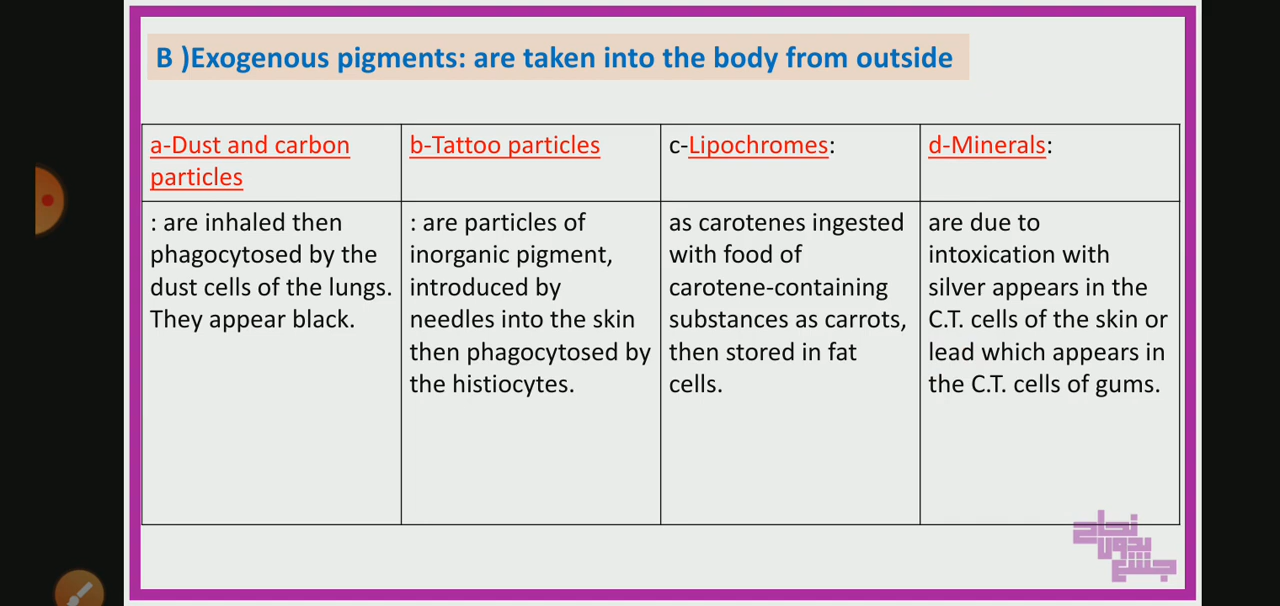 B )Exogenous pigments: are taken into the body from outside
a-Dust and carbon
particles
b-Tattoo particles
c-Lipochromes:
d-Minerals:
: are inhaled then
phagocytosed by the
dust cells of the lungs.
They appear black.
: are particles of
inorganic pigment,
introduced by
needles into the skin
then phagocytosed by
the histiocytes.
as carotenes ingested
with food of
carotene-containing
substances as carrots,
then stored in fat
cells.
are due to
intoxication with
silver appears in the
C.T. cells of the skin or
lead which appears in
the C.T. cells of gums.
نجاح
بدون
جشع